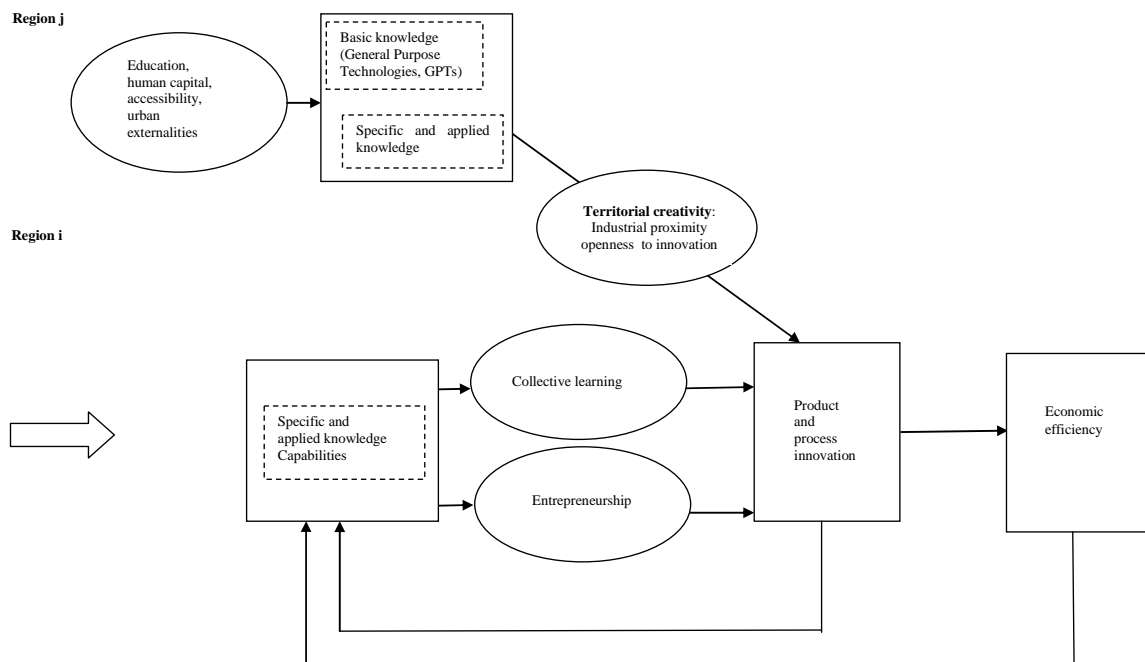 Region j
Education,
human capital,
accessibility,
urban
externalities
Basic knowledge
(General Purpose
Technologies, GPTs)
Specific and applied
knowledge
Territorial creativity:
Industrial proximity
openness to innovation
Region i
Specific and
applied knowledge
Capabilities
Collective learning
Entrepreneurship
Product
and
process
innovation
Economic
efficiency